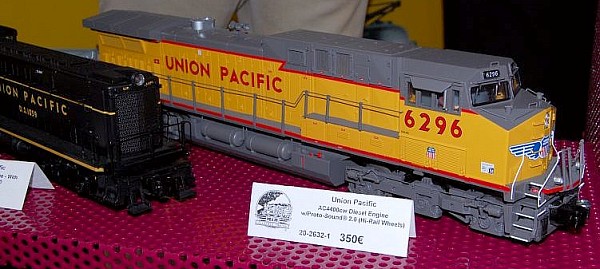 UNION PACIFIC
6296
6296
UNION PACIFIC
Union Pacific
AC4400cw Diesel Engine
w/Proto-Sound® 2.0 (Hi-Rail Wheels)
20-2632-1 350€